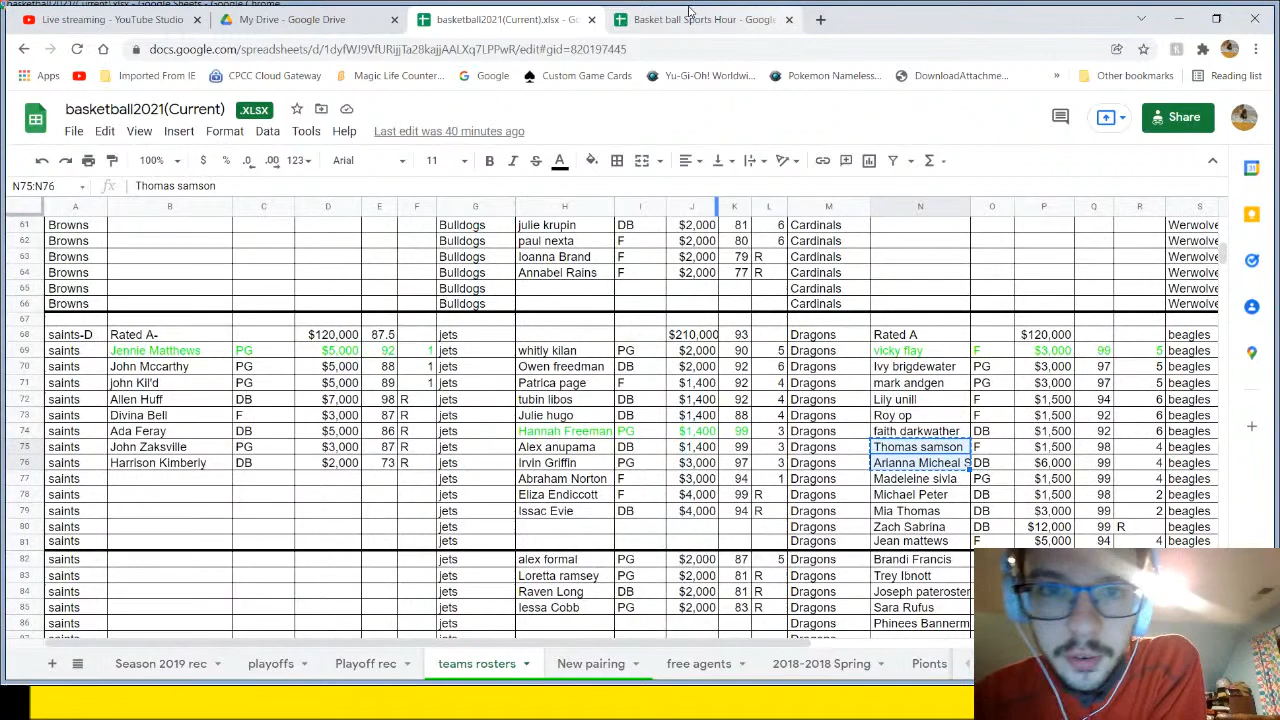 Live streaming - YouTube Studio
My Drive - Google Drive
basketball2021(Current).xlsx - Go
Basket ball Sports Hour - Google
docs.google.com/spreadsheets/d/1dyfWJ9VfURijjTa28kajjAALXq7LPPwR/edit#gid=820197445
Apps Imported From IE CPCC Cloud Gateway Magic Life Counter... Google Custom Game Cards Yu-Gi-Oh! Worldwi... Pokemon Nameless... DownloadAttachme... » Other bookmarks Reading list
basketball2021(Current) .XLSX
File Edit View Insert Format Data Tools Help Last edit was 40 minutes ago
Share
100% $ % .0 .00 123 Arial 11 B I S A
N75:N76 fx Thomas samson
A B C D E F G H I J K L M N O P Q R S
61 Browns Bulldogs julie krupin DB $2,000 81 6 Cardinals Werwolve
62 Browns Bulldogs paul nexta F $2,000 80 6 Cardinals Werwolve
63 Browns Bulldogs Ioanna Brand F $2,000 79 R Cardinals Werwolve
64 Browns Bulldogs Annabel Rains F $2,000 77 R Cardinals Werwolve
65 Browns Bulldogs Cardinals Werwolve
66 Browns Bulldogs Cardinals Werwolve
67
68 saints-D Rated A- $120,000 87.5 jets $210,000 93 Dragons Rated A $120,000 beagles
69 saints Jennie Matthews PG $5,000 92 1 jets whitly kilan PG $2,000 90 5 Dragons vicky flay F $3,000 99 5 beagles
70 saints John Mccarthy PG $5,000 88 1 jets Owen freedman DB $2,000 92 6 Dragons Ivy brigdewater PG $3,000 97 5 beagles
71 saints john Kil'd PG $5,000 89 1 jets Patrica page F $1,400 92 4 Dragons mark andgen PG $3,000 97 5 beagles
72 saints Allen Huff DB $7,000 98 R jets tubin libos DB $1,400 92 4 Dragons Lily unill F $1,500 94 6 beagles
73 saints Divina Bell F $3,000 87 R jets Julie hugo DB $1,400 88 4 Dragons Roy op F $1,500 92 6 beagles
74 saints Ada Feray DB $5,000 86 R jets Hannah Freeman PG $1,400 99 3 Dragons faith darkwather DB $1,500 99 6 beagles
75 saints John Zaksville PG $3,000 87 R jets Alex anupama DB $1,400 99 3 Dragons Thomas samson F $1,500 98 4 beagles
76 saints Harrison Kimberly DB $2,000 73 R jets Irvin Griffin PG $3,000 97 3 Dragons Arianna Micheal S DB $6,000 99 4 beagles
77 saints jets Abraham Norton F $3,000 94 1 Dragons Madeleine sivla PG $1,500 99 4 beagles
78 saints jets Eliza Endiccott F $4,000 99 R Dragons Michael Peter DB $1,500 98 2 beagles
79 saints jets Issac Evie DB $4,000 94 R Dragons Mia Thomas DB $3,000 99 2 beagles
80 saints jets Dragons Zach Sabrina DB $12,000 99 R beagles
81 saints jets Dragons Jean mattews F $5,000 94 4 beagles
82 saints jets alex formal PG $2,000 87 5 Dragons Brandi Francis
83 saints jets Loretta ramsey PG $2,000 81 R Dragons Trey Ibnott
84 saints jets Raven Long DB $2,000 81 R Dragons Joseph pateroster
85 saints jets Iessa Cobb PG $2,000 83 R Dragons Sara Rufus
86 saints jets Dragons Phinees Bannerm
Season 2019 rec playoffs Playoff rec teams rosters New pairing free agents 2018-2018 Spring Pionts